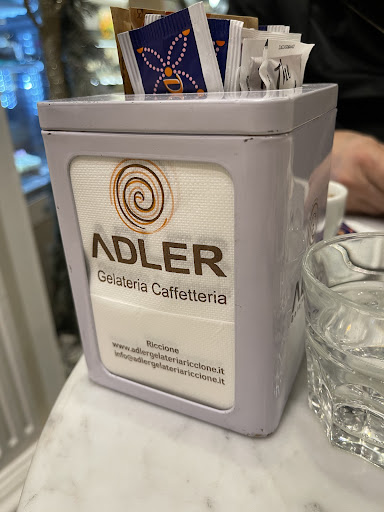 ADLER
Gelateria Caffetteria
Riccione
www.adlergelateriariccione.it
info@adlergelateriariccione.it